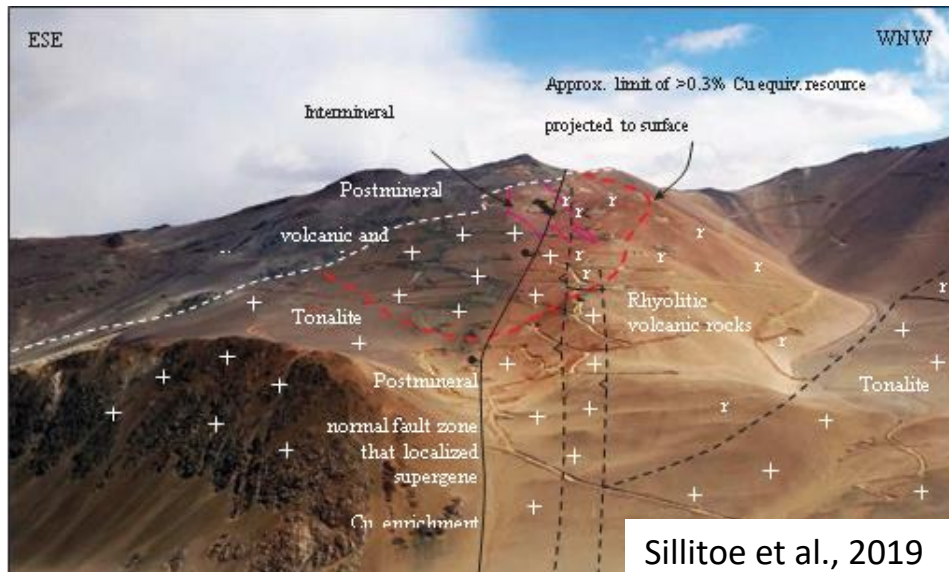 ESE
WNW
Approx. limit of >0.3% Cu equiv. resource
projected to surface
Intermineral
Postmineral
volcanic and
Tonalite
r
r
r
r
r
r
r
r
r
r
r
Rhyolitic
volcanic rocks
Tonalite
Postmineral
normal fault zone
that localized
supergene
Cu enrichment
Sillitoe et al., 2019